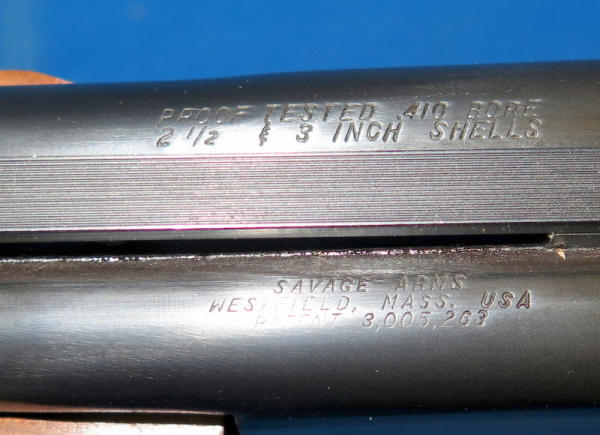 PROOF TESTED .410 BORE
2 1/2 & 3 INCH SHELLS
SAVAGE ARMS
WESTFIELD, MASS. USA
PATENT 3,005,263